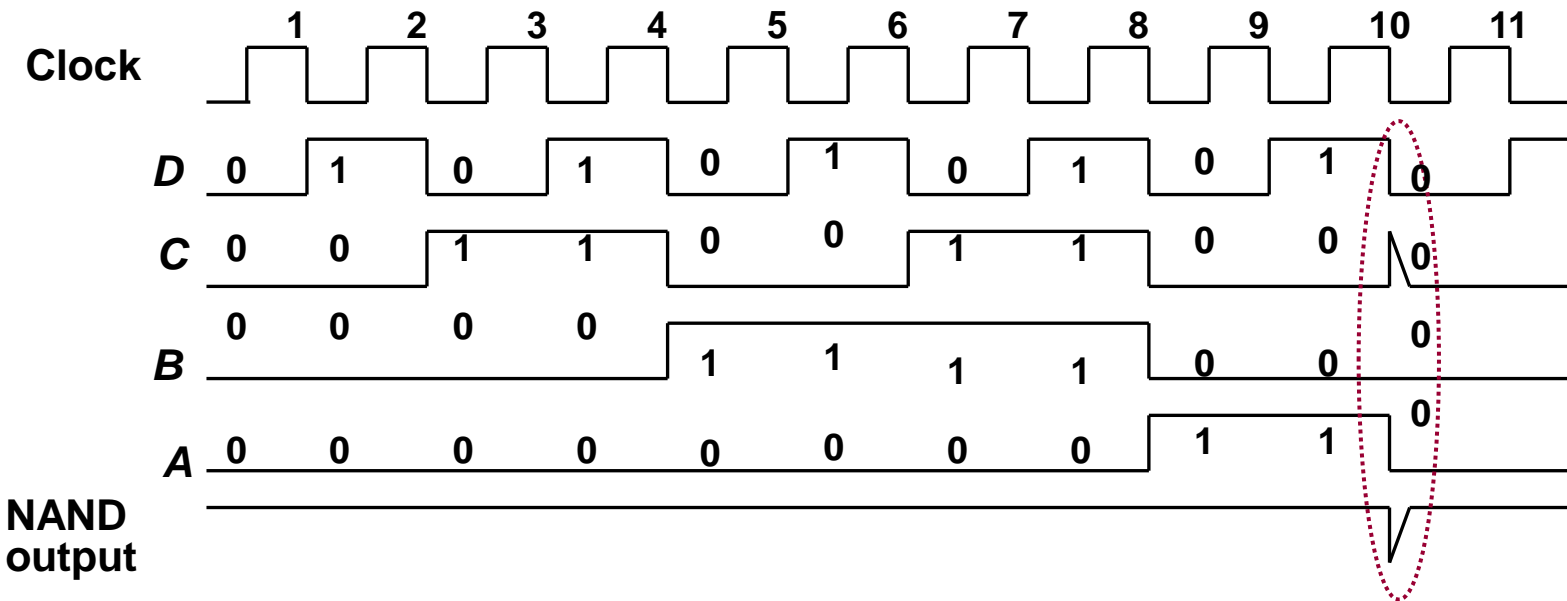 1 2 3 4 5 6 7 8 9 10 11
Clock
D 0 1 0 1 0 1 0 1 0 1 0
C 0 0 1 1 0 0 1 1 0 0 0
B 0 0 0 0 1 1 1 1 0 0 0
A 0 0 0 0 0 0 0 0 1 1 0
NAND
output